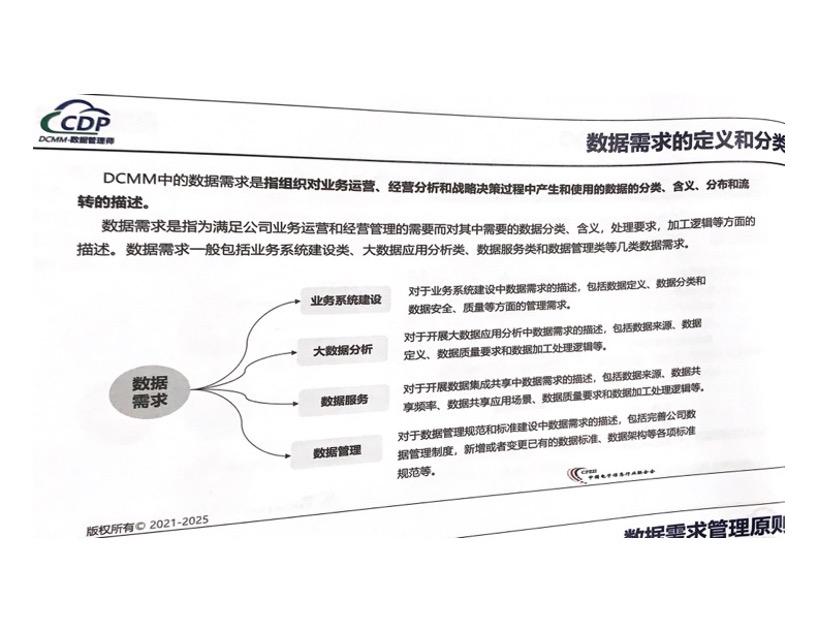 CDP
DCMM-数据管理师
数据需求的定义和分类
DCMM中的数据需求是指组织对业务运营、经营分析和战略决策过程中产生和使用的数据的分类、含义、分布和流
转的描述。
数据需求是指为满足公司业务运营和经营管理的需要而对其中需要的数据分类、含义，处理要求，加工逻辑等方面的
描述。数据需求一般包括业务系统建设类、大数据应用分析类、数据服务类和数据管理类等几类数据需求。
数据
需求
业务系统建设
对于业务系统建设中数据需求的描述，包括数据定义、数据分类和
数据安全、质量等方面的管理需求。
大数据分析
对于开展大数据应用分析中数据需求的描述，包括数据来源、数据
定义、数据质量要求和数据加工处理逻辑等。
数据服务
对于开展数据集成共享中数据需求的描述，包括数据来源、数据共
享频率、数据共享应用场景、数据质量要求和数据加工处理逻辑等。
数据管理
对于数据管理规范和标准建设中数据需求的描述，包括完善公司数
据管理制度，新增或者变更已有的数据标准、数据架构等各项标准
规范等。
中国电子信息行业联合会
版权所有© 2021-2025
数据需求管理原则